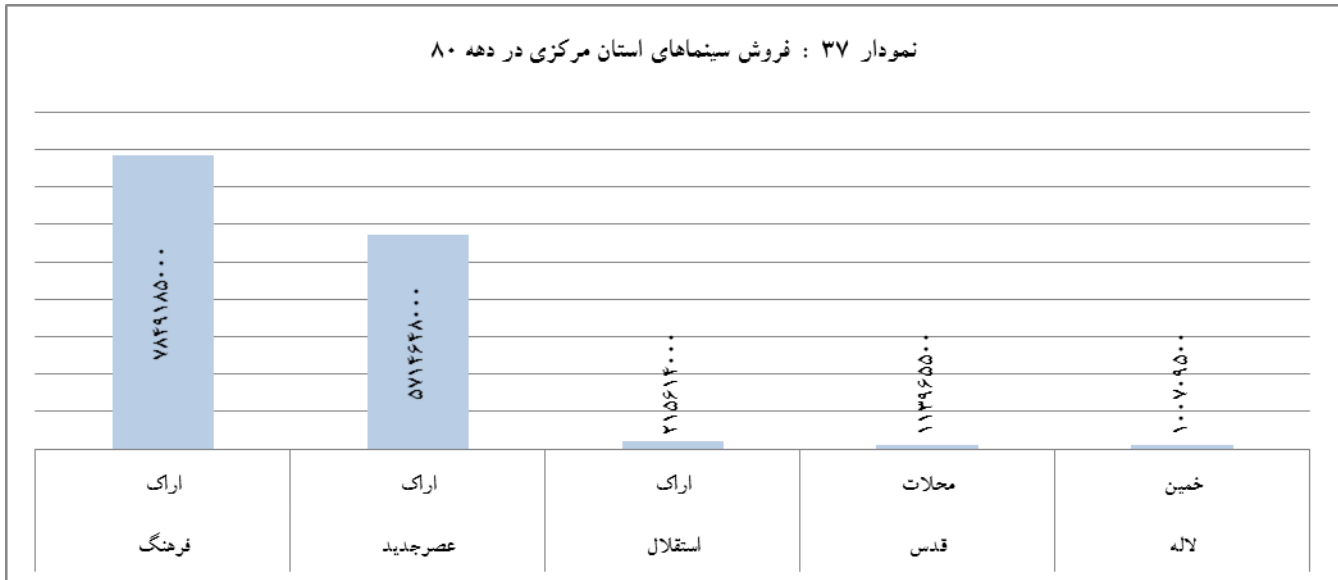 نمودار ۳۷ : فروش سینماهای استان مرکزی در دهه ۸۰
۷۸۴۹۱۸۵۰۰۰
۵۷۱۴۶۴۸۰۰۰
۲۱۵۶۱۴۰۰۰
۱۱۳۹۶۵۵۰۰
۱۰۰۷۰۹۵۰۰
اراک اراک اراک محلات خمین
فرهنگ عصرجدید استقلال قدس لاله